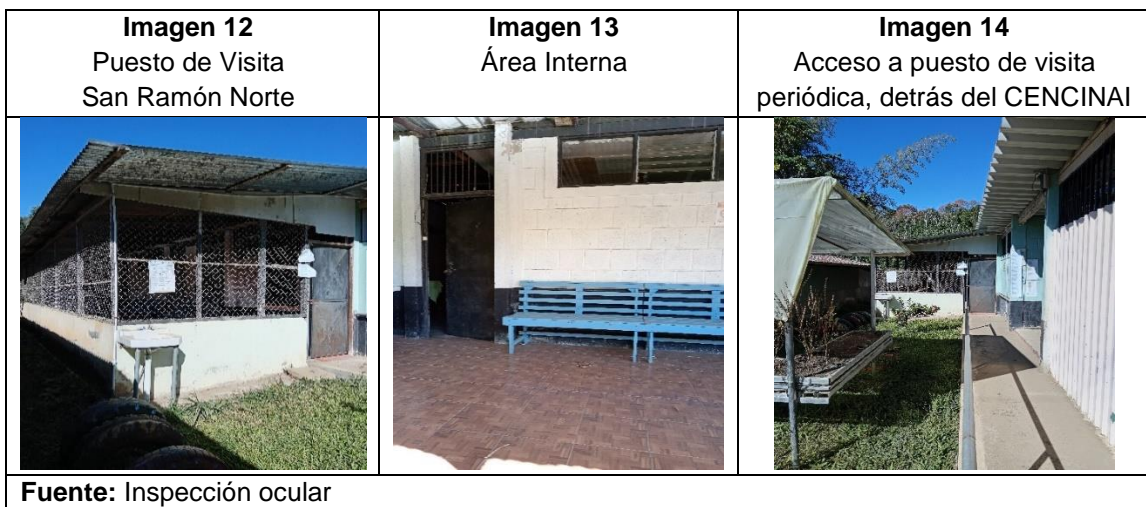 Imagen 12
Puesto de Visita
San Ramón Norte
Imagen 13
Área Interna
Imagen 14
Acceso a puesto de visita
periódica, detrás del CENCINAI
Fuente: Inspección ocular